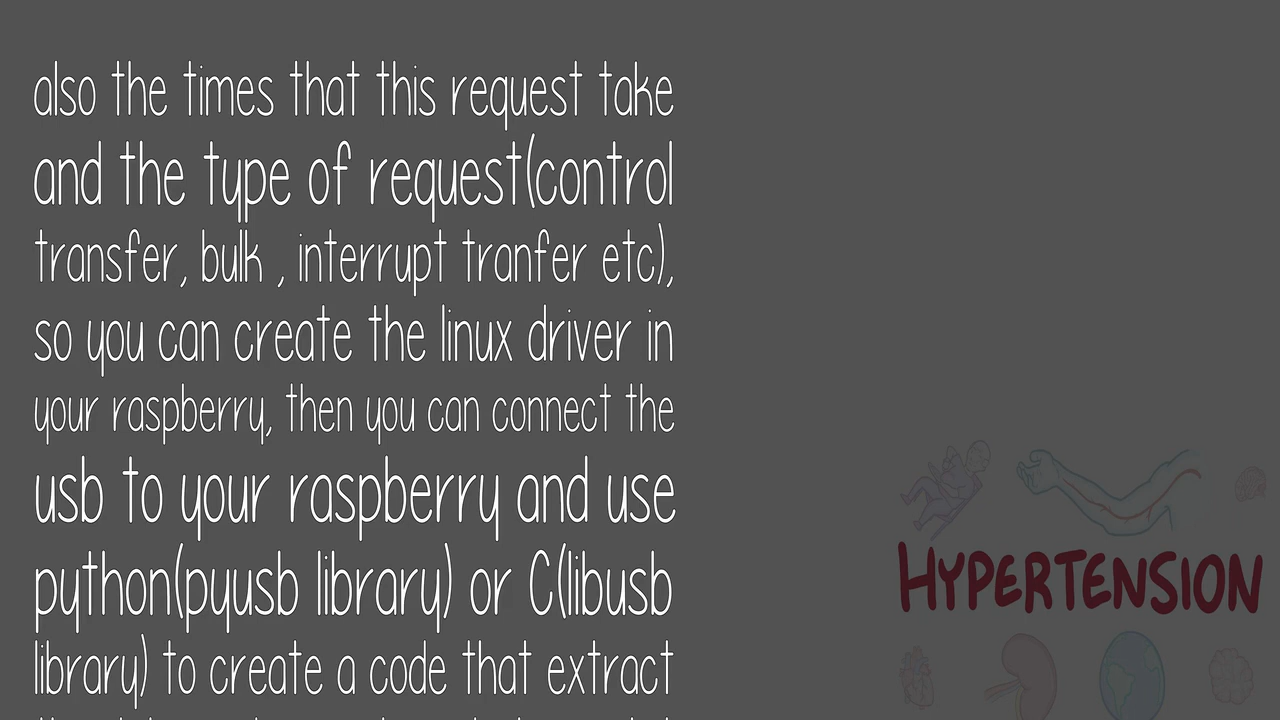 also the times that this request take
and the type of request(control
transfer, bulk , interrupt tranfer etc),
so you can create the linux driver in
your raspberry, then you can connect the
usb to your raspberry and use
python(pyusb library) or C(libusb
library) to create a code that extract
HYPERTENSION